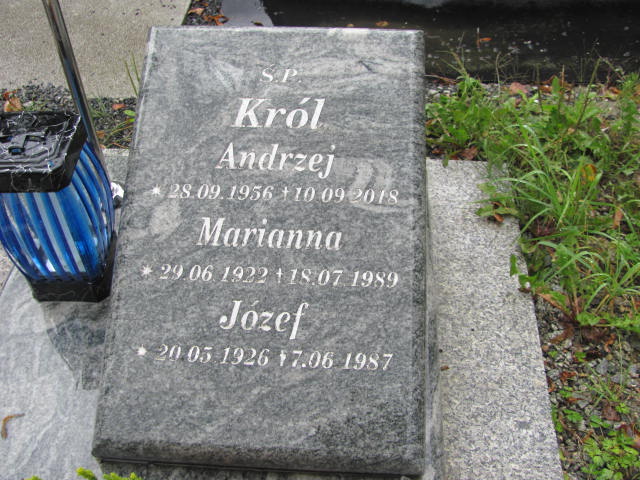 Ś.P.
Król
Andrzej
* 28.09.1956 † 10.09.2018
Marianna
* 29.06.1922 † 18.07.1989
Józef
* 20.05.1926 † 7.06.1987